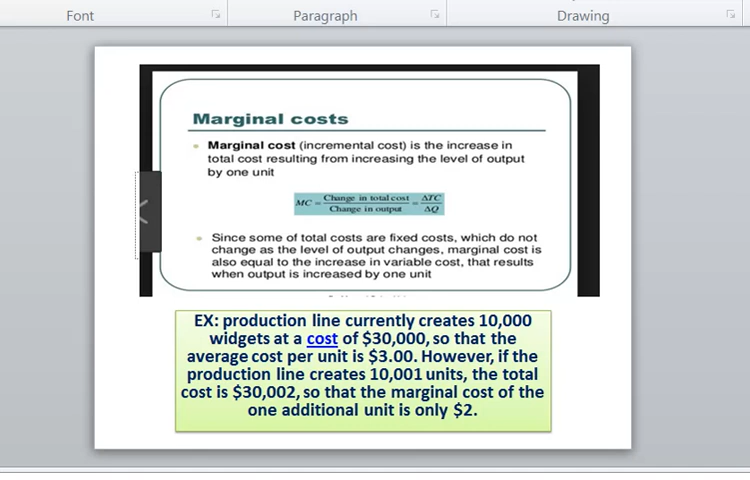 Font
Paragraph
Drawing
Marginal costs
Marginal cost (incremental cost) is the increase in
total cost resulting from increasing the level of output
by one unit
MC = Change in total cost / Change in output = ΔTC / ΔQ
Since some of total costs are fixed costs, which do not
change as the level of output changes, marginal cost is
also equal to the increase in variable cost, that results
when output is increased by one unit
EX: production line currently creates 10,000
widgets at a cost of $30,000, so that the
average cost per unit is $3.00. However, if the
production line creates 10,001 units, the total
cost is $30,002, so that the marginal cost of the
one additional unit is only $2.